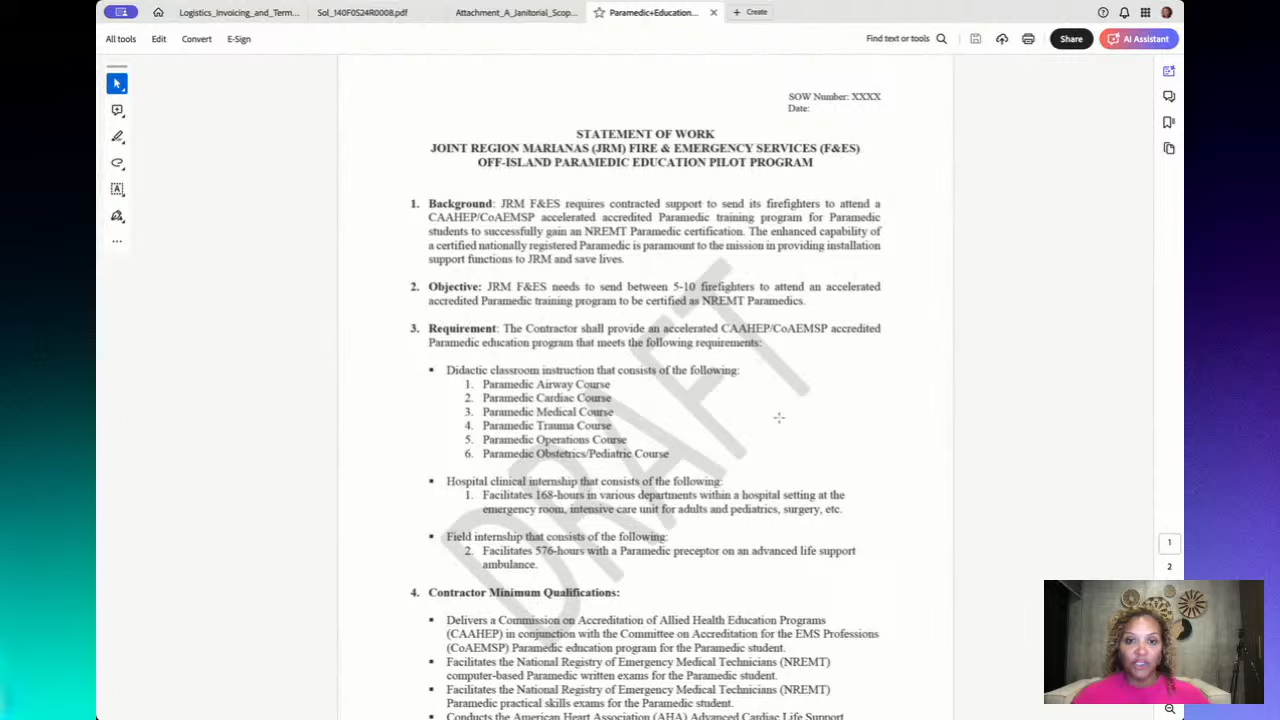 Logistics_Invoicing_and_Term...
Sol_140F0S24R0008.pdf
Attachment_A_Janitorial_Scop...
Paramedic+Education...
Create
All tools
Edit
Convert
E-Sign
Find text or tools
Share
AI Assistant
SOW Number: XXXX
Date:
STATEMENT OF WORK
JOINT REGION MARIANAS (JRM) FIRE & EMERGENCY SERVICES (F&ES)
OFF-ISLAND PARAMEDIC EDUCATION PILOT PROGRAM
1. Background: JRM F&ES requires contracted support to send its firefighters to attend a
CAAHEP/CoAEMSP accelerated accredited Paramedic training program for Paramedic
students to successfully gain an NREMT Paramedic certification. The enhanced capability of
a certified nationally registered Paramedic is paramount to the mission in providing installation
support functions to JRM and save lives.
2. Objective: JRM F&ES needs to send between 5-10 firefighters to attend an accelerated
accredited Paramedic training program to be certified as NREMT Paramedics.
3. Requirement: The Contractor shall provide an accelerated CAAHEP/CoAEMSP accredited
Paramedic education program that meets the following requirements:
▪ Didactic classroom instruction that consists of the following:
1. Paramedic Airway Course
2. Paramedic Cardiac Course
3. Paramedic Medical Course
4. Paramedic Trauma Course
5. Paramedic Operations Course
6. Paramedic Obstetrics/Pediatric Course
▪ Hospital clinical internship that consists of the following:
1. Facilitates 168-hours in various departments within a hospital setting at the
emergency room, intensive care unit for adults and pediatrics, surgery, etc.
▪ Field internship that consists of the following:
2. Facilitates 576-hours with a Paramedic preceptor on an advanced life support
ambulance.
4. Contractor Minimum Qualifications:
▪ Delivers a Commission on Accreditation of Allied Health Education Programs
(CAAHEP) in conjunction with the Committee on Accreditation for the EMS Professions
(CoAEMSP) Paramedic education program for the Paramedic student.
▪ Facilitates the National Registry of Emergency Medical Technicians (NREMT)
computer-based Paramedic written exams for the Paramedic student.
▪ Facilitates the National Registry of Emergency Medical Technicians (NREMT)
Paramedic practical skills exams for the Paramedic student.
▪ Conducts the American Heart Association (AHA) Advanced Cardiac Life Support
DRAFT
1
2